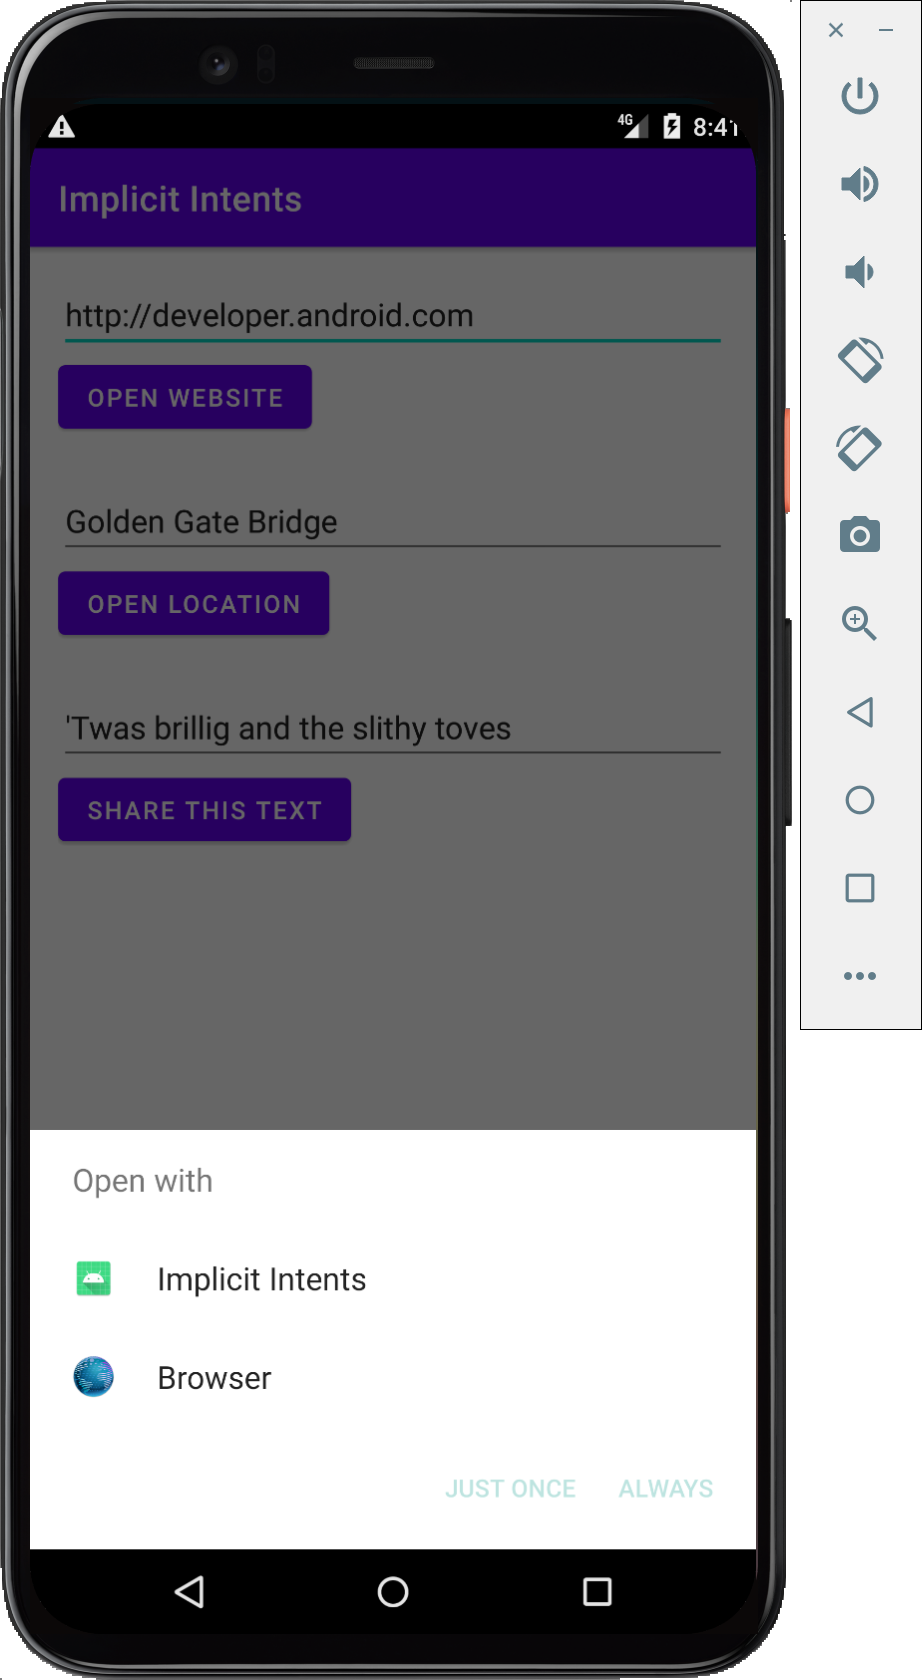 4G 8:41
Implicit Intents
http://developer.android.com
OPEN WEBSITE
Golden Gate Bridge
OPEN LOCATION
'Twas brillig and the slithy toves
SHARE THIS TEXT
Open with
Implicit Intents
Browser
JUST ONCE ALWAYS